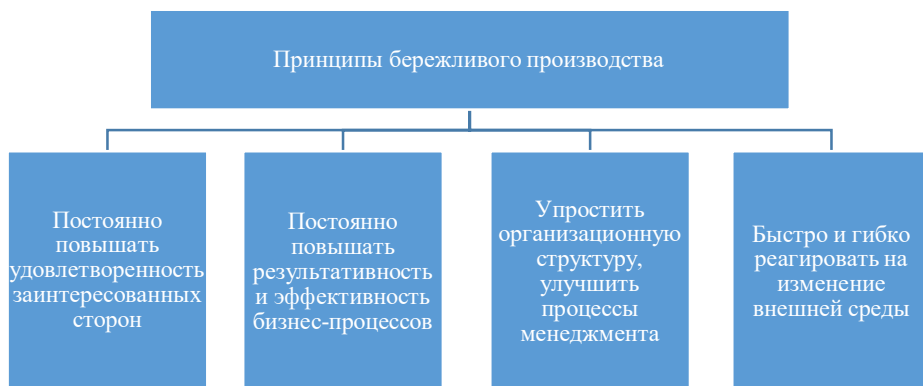 Принципы бережливого производства
Постоянно
повышать
удовлетворенность
заинтересованных
сторон
Постоянно
повышать
результативность
и эффективность
бизнес-процессов
Упростить
организационную
структуру,
улучшить
процессы
менеджмента
Быстро и гибко
реагировать на
изменение
внешней среды